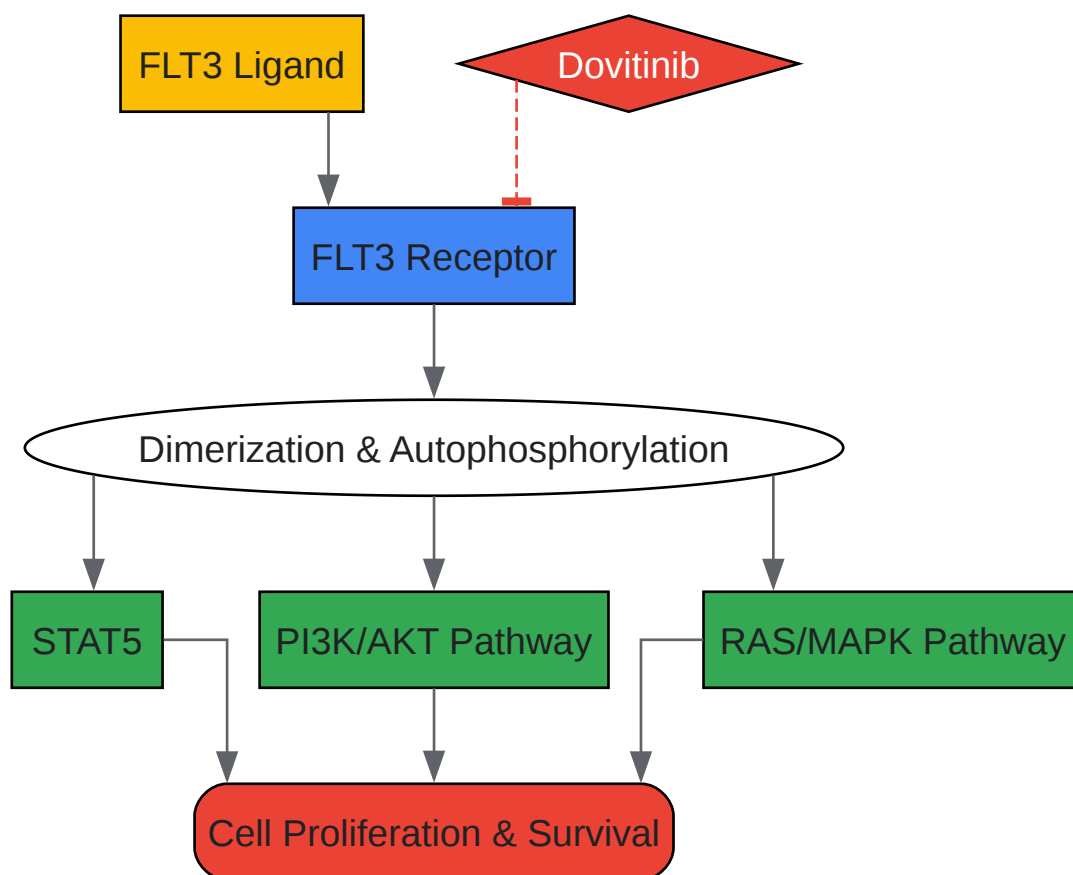 FLT3 Ligand
Dovitinib
FLT3 Receptor
Dimerization & Autophosphorylation
STAT5
PI3K/AKT Pathway
RAS/MAPK Pathway
Cell Proliferation & Survival